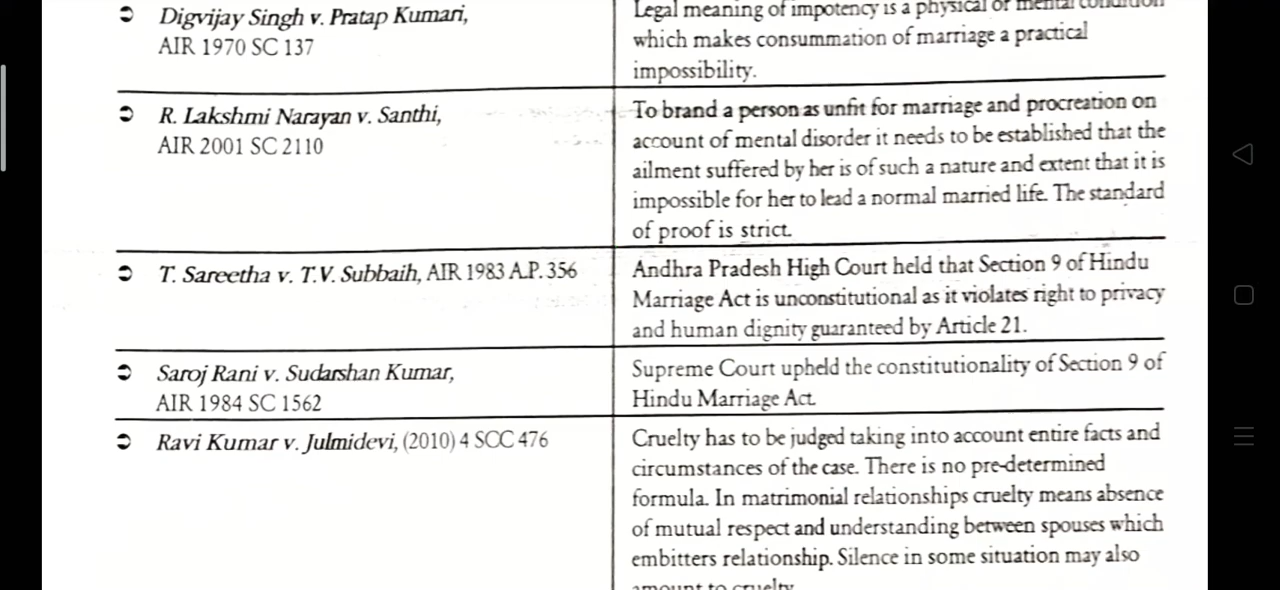 ➲ Digvijay Singh v. Pratap Kumari,
AIR 1970 SC 137
Legal meaning of impotency is a physical or mental condition
which makes consummation of marriage a practical
impossibility.
➲ R. Lakshmi Narayan v. Santhi,
AIR 2001 SC 2110
To brand a person as unfit for marriage and procreation on
account of mental disorder it needs to be established that the
ailment suffered by her is of such a nature and extent that it is
impossible for her to lead a normal married life. The standard
of proof is strict.
➲ T. Sareetha v. T.V. Subbaih, AIR 1983 A.P. 356
Andhra Pradesh High Court held that Section 9 of Hindu
Marriage Act is unconstitutional as it violates right to privacy
and human dignity guaranteed by Article 21.
➲ Saroj Rani v. Sudarshan Kumar,
AIR 1984 SC 1562
Supreme Court upheld the constitutionality of Section 9 of
Hindu Marriage Act.
➲ Ravi Kumar v. Julmidevi, (2010) 4 SCC 476
Cruelty has to be judged taking into account entire facts and
circumstances of the case. There is no pre-determined
formula. In matrimonial relationships cruelty means absence
of mutual respect and understanding between spouses which
embitters relationship. Silence in some situation may also
amount to cruelty